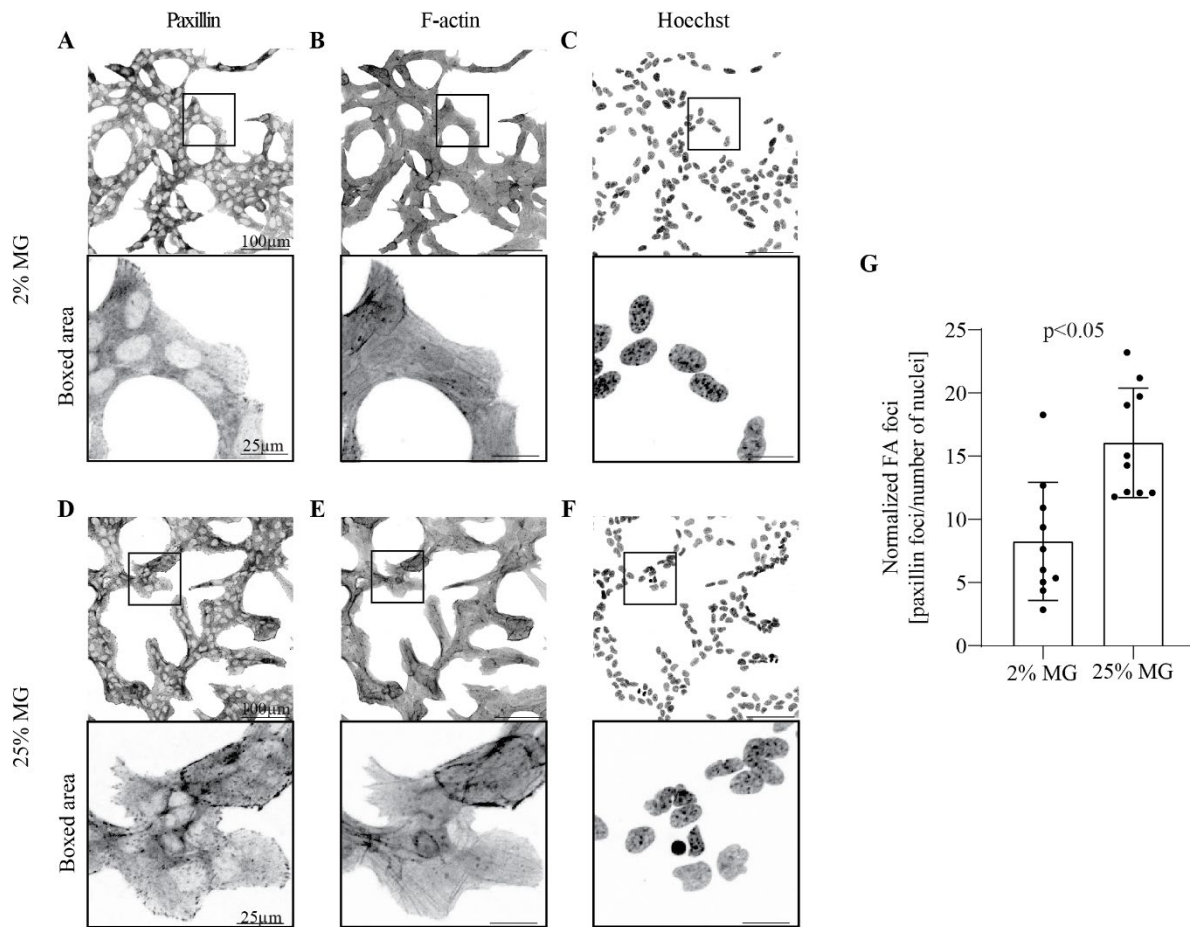 Paxillin
F-actin
Hoechst
A
B
C
2% MG
100µm
Boxed area
25µm
D
E
F
25% MG
100µm
Boxed area
25µm
G
p<0.05
Normalized FA foci
[paxillin foci/number of nuclei]
25
20
15
10
5
0
2% MG
25% MG